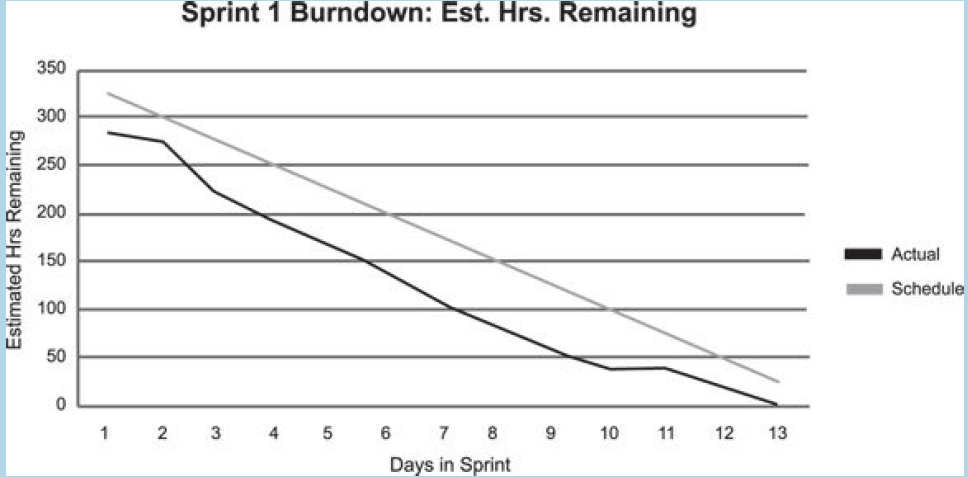 Sprint 1 Burndown: Est. Hrs. Remaining
350
300
250
200
150
100
50
0
Estimated Hrs Remaining
1 2 3 4 5 6 7 8 9 10 11 12 13
Days in Sprint
Actual
Schedule